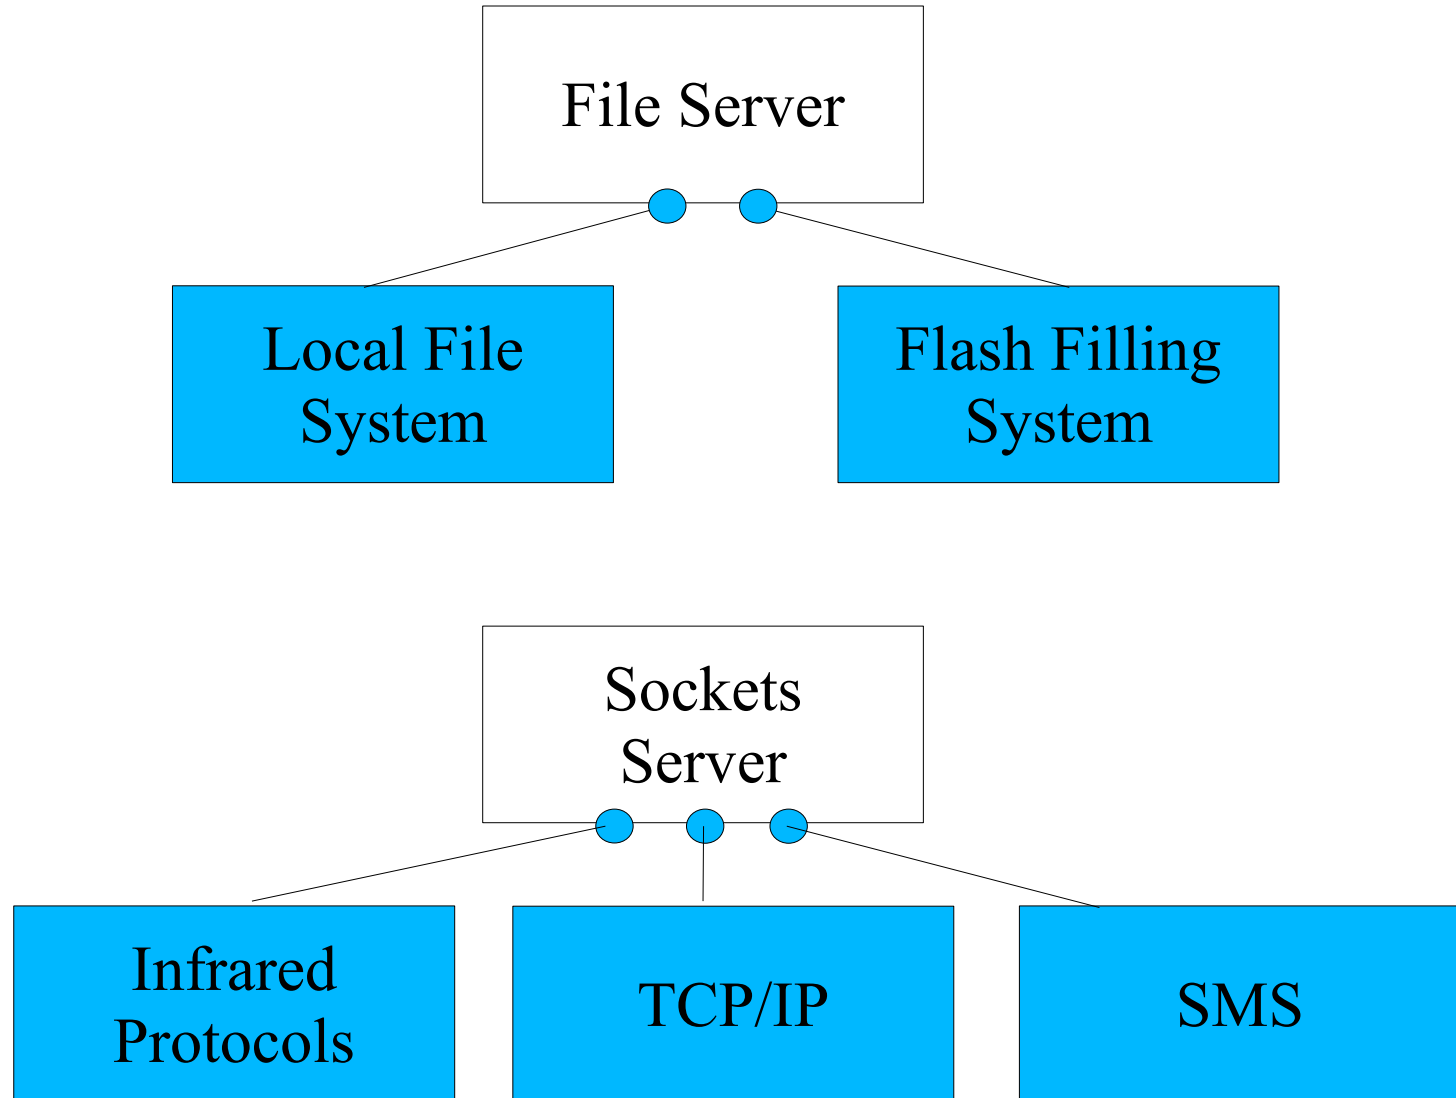 File Server
Local File
System
Flash Filling
System
Sockets
Server
Infrared
Protocols
TCP/IP
SMS